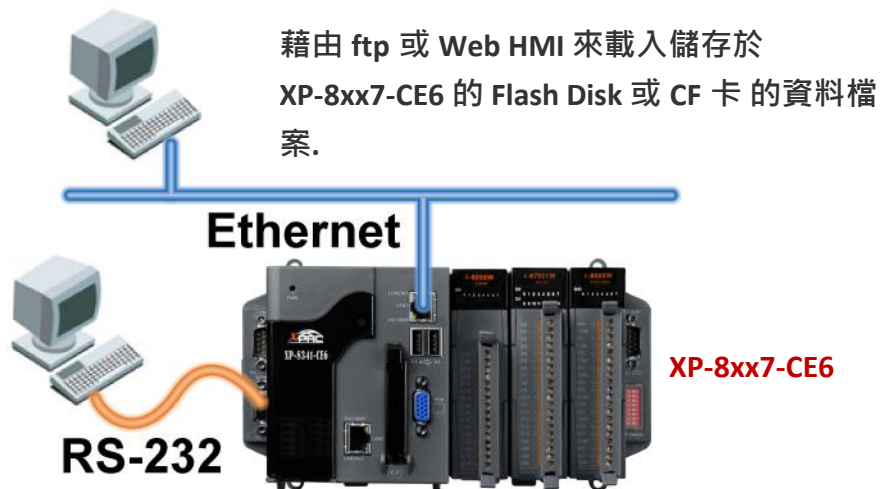 藉由 ftp 或 Web HMI 來載入儲存於
XP-8xx7-CE6 的 Flash Disk 或 CF 卡 的資料檔
案.
Ethernet
XPAC
XP-8341-CE6
XP-8xx7-CE6
RS-232